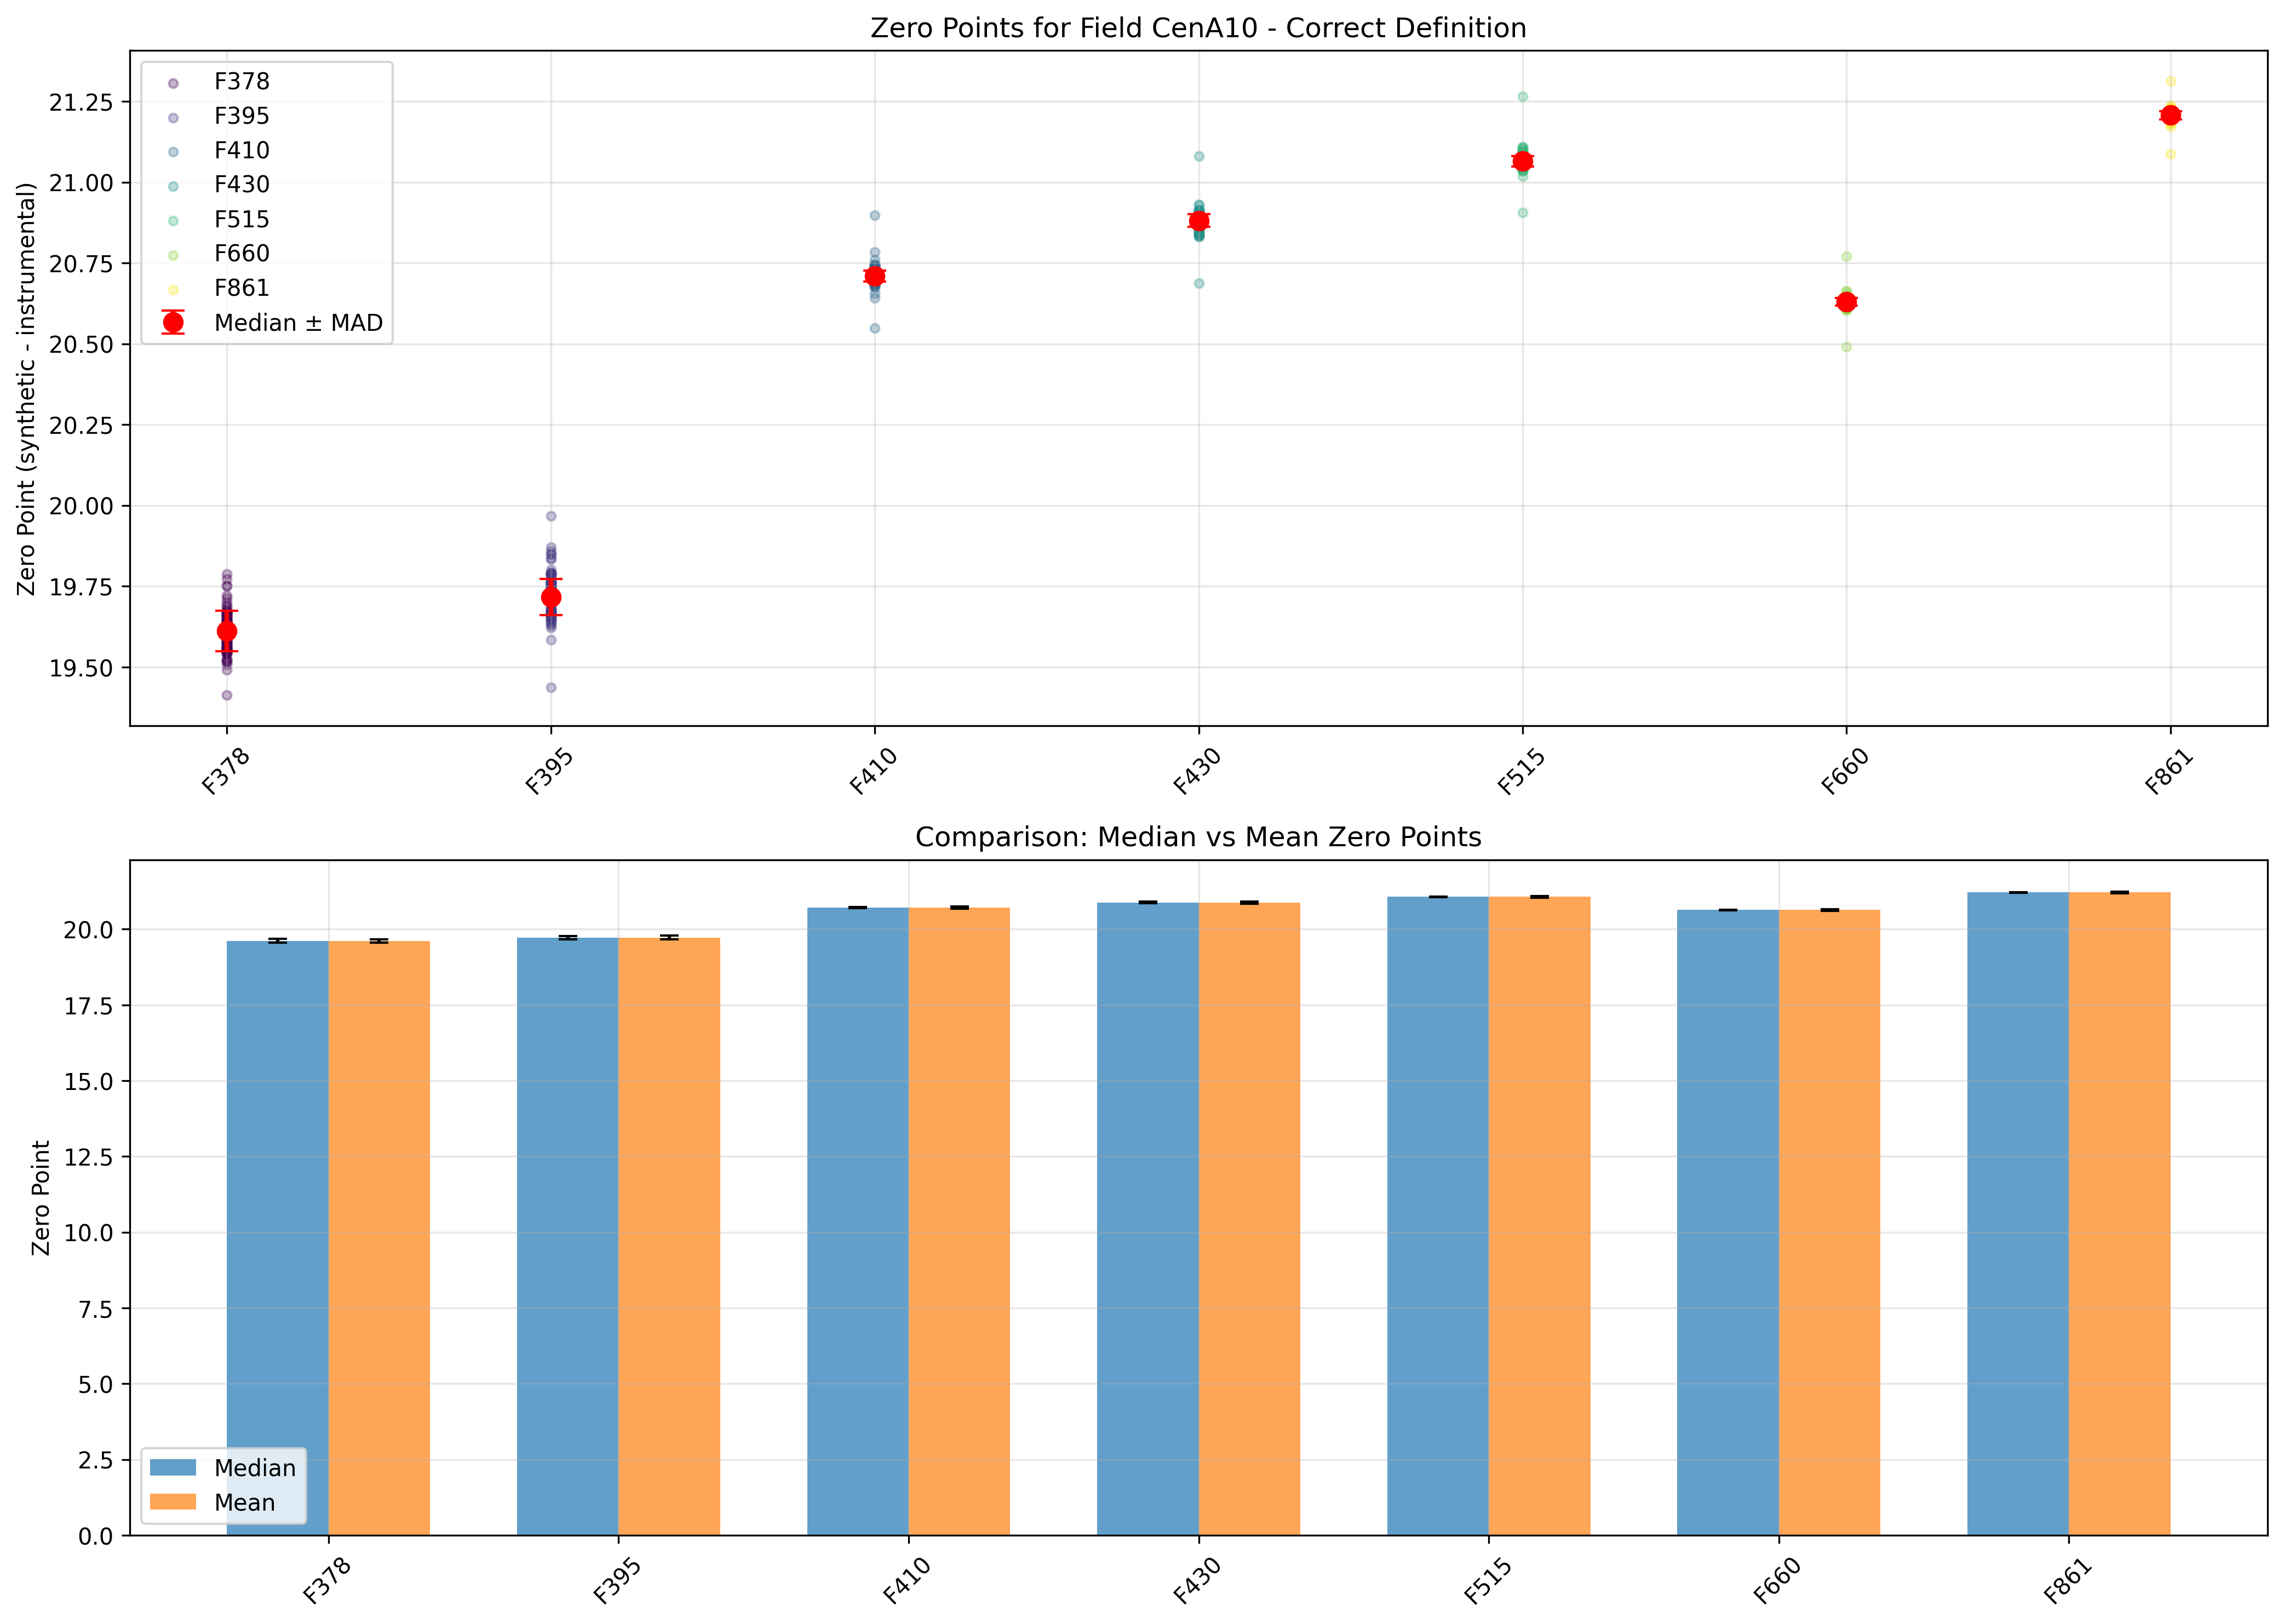 Zero Points for Field CenA10 - Correct Definition
Zero Point (synthetic - instrumental)
21.25
21.00
20.75
20.50
20.25
20.00
19.75
19.50
F378
F395
F410
F430
F515
F660
F861
Median ± MAD
F378
F395
F410
F430
F515
F660
F861
Comparison: Median vs Mean Zero Points
Zero Point
20.0
17.5
15.0
12.5
10.0
7.5
5.0
2.5
0.0
Median
Mean
F378
F395
F410
F430
F515
F660
F861